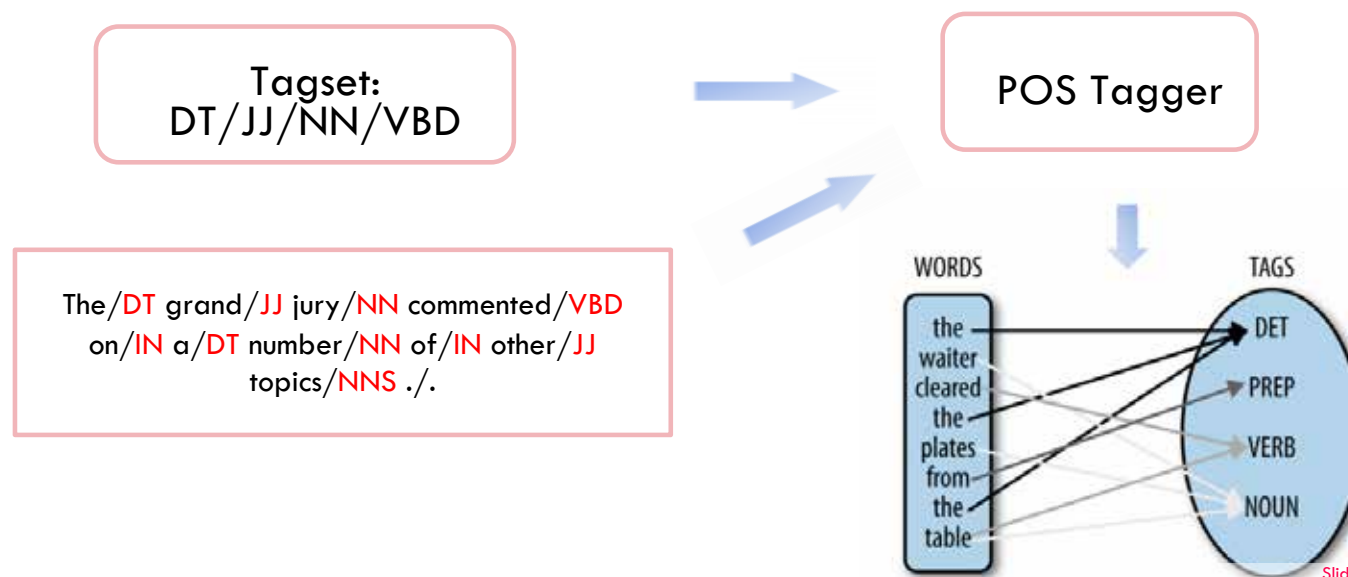 Tagset:
DT/JJ/NN/VBD
POS Tagger
The/DT grand/JJ jury/NN commented/VBD
on/IN a/DT number/NN of/IN other/JJ
topics/NNS ./.
WORDS
the
waiter
cleared
the
plates
from
the
table
TAGS
DET
PREP
VERB
NOUN